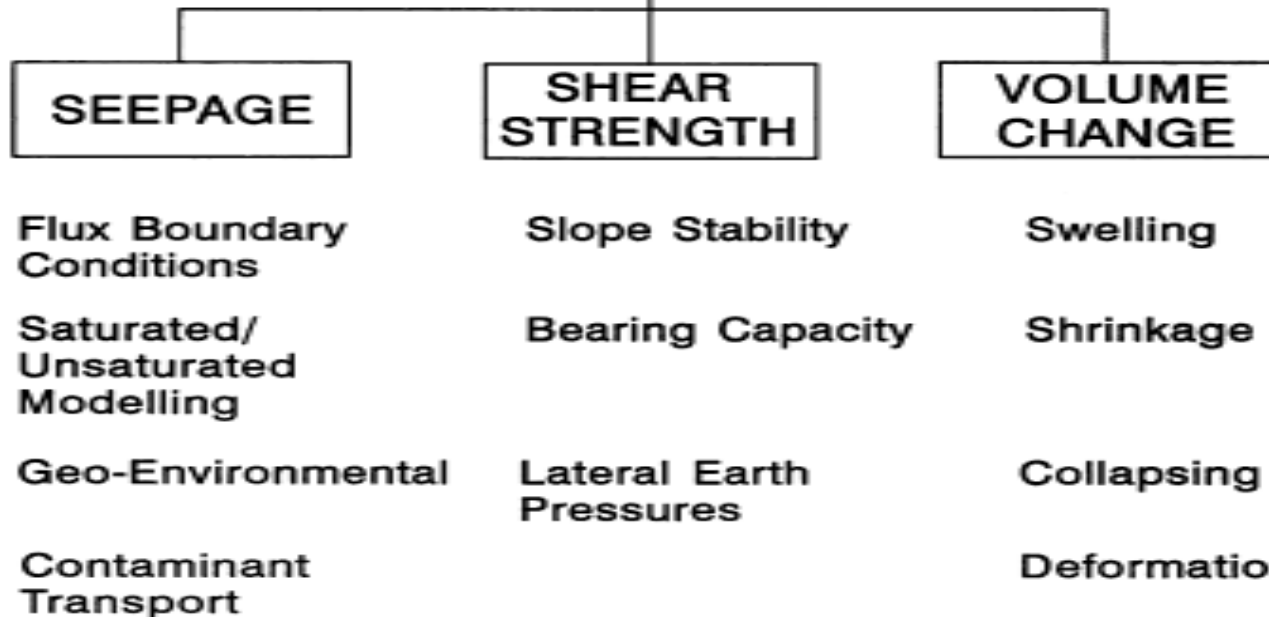 SEEPAGE
SHEAR
STRENGTH
VOLUME
CHANGE
Flux Boundary
Conditions
Slope Stability
Swelling
Saturated/
Unsaturated
Modelling
Bearing Capacity
Shrinkage
Geo-Environmental
Lateral Earth
Pressures
Collapsing
Contaminant
Transport
Deformatio